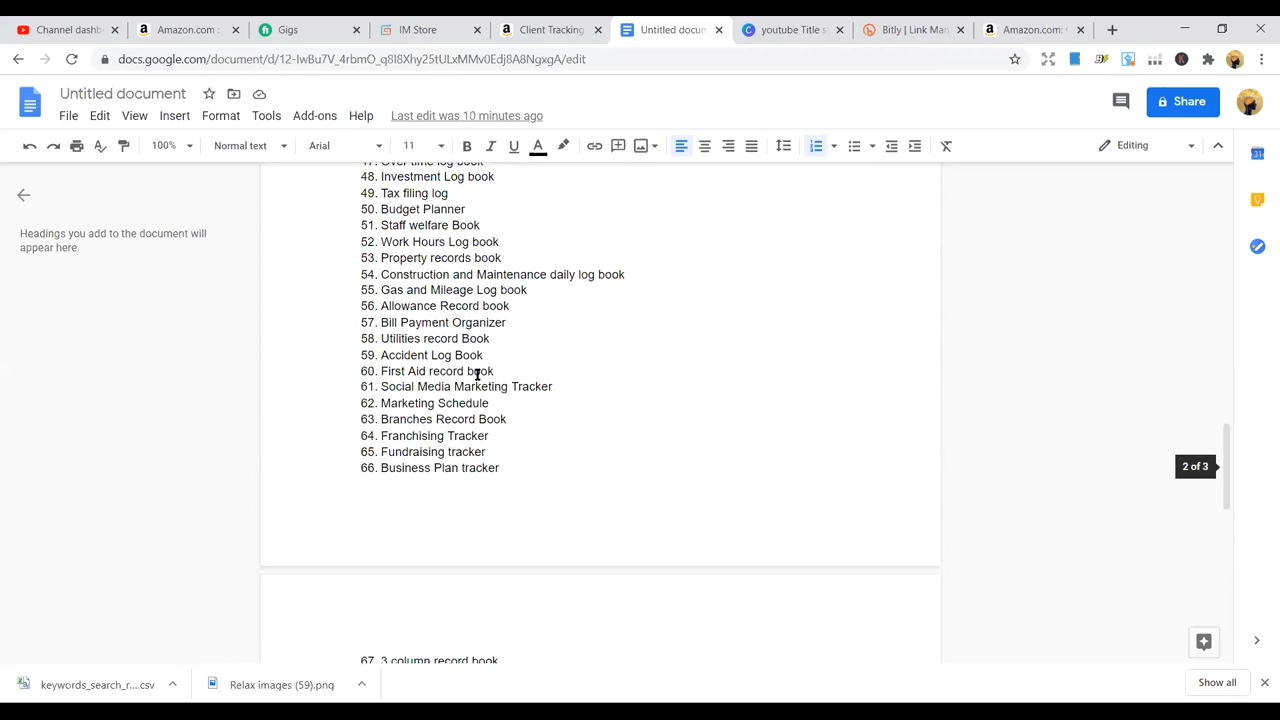 Channel dashb
Amazon.com :
Gigs
IM Store
Client Tracking
Untitled docum
youtube Title s
Bitly | Link Man
Amazon.com:
docs.google.com/document/d/12-IwBu7V_4rbmO_q8I8Xhy2TtULxMMW0Edj8A8NgxgA/edit
Untitled document
File Edit View Insert Format Tools Add-ons Help Last edit was 10 minutes ago
Share
100% Normal text Arial 11 B I U A Editing
Headings you add to the document will
appear here.
47. Over time log book
48. Investment Log book
49. Tax filing log
50. Budget Planner
51. Staff welfare Book
52. Work Hours Log book
53. Property records book
54. Construction and Maintenance daily log book
55. Gas and Mileage Log book
56. Allowance Record book
57. Bill Payment Organizer
58. Utilities record Book
59. Accident Log Book
60. First Aid record book
61. Social Media Marketing Tracker
62. Marketing Schedule
63. Branches Record Book
64. Franchising Tracker
65. Fundraising tracker
66. Business Plan tracker
2 of 3
67. 3 column record book
keywords_search_r....csv
Relax images (59).png
Show all